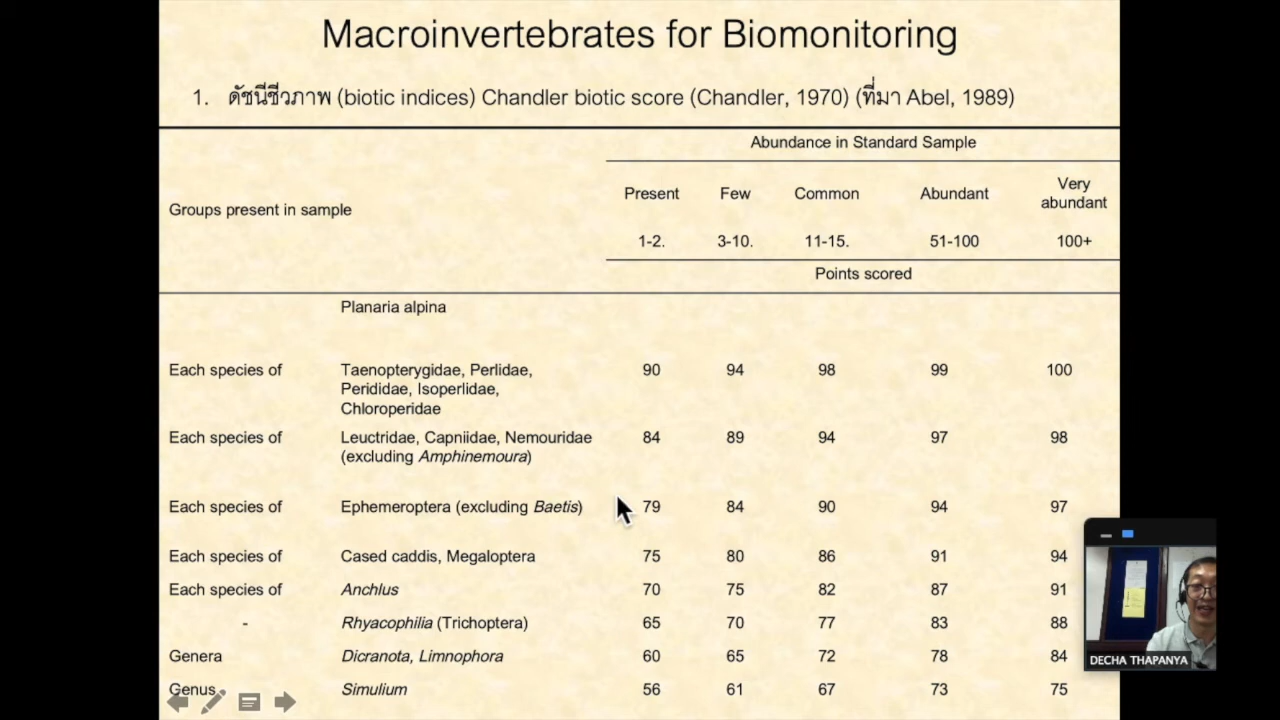 Macroinvertebrates for Biomonitoring
1. ดัชนีชีวภาพ (biotic indices) Chandler biotic score (Chandler, 1970) (ที่มา Abel, 1989)
Abundance in Standard Sample
Groups present in sample Present Few Common Abundant Very abundant
1-2. 3-10. 11-15. 51-100 100+
Points scored
Planaria alpina
Each species of Taenopterygidae, Perlidae, 90 94 98 99 100
Perididae, Isoperlidae,
Chloroperidae
Each species of Leuctridae, Capniidae, Nemouridae 84 89 94 97 98
(excluding Amphinemoura)
Each species of Ephemeroptera (excluding Baetis) 79 84 90 94 97
Each species of Cased caddis, Megaloptera 75 80 86 91 94
Each species of Anchlus 70 75 82 87 91
- Rhyacophilia (Trichoptera) 65 70 77 83 88
Genera Dicranota, Limnophora 60 65 72 78 84
Genus Simulium 56 61 67 73 75
DECHA THAPANYA